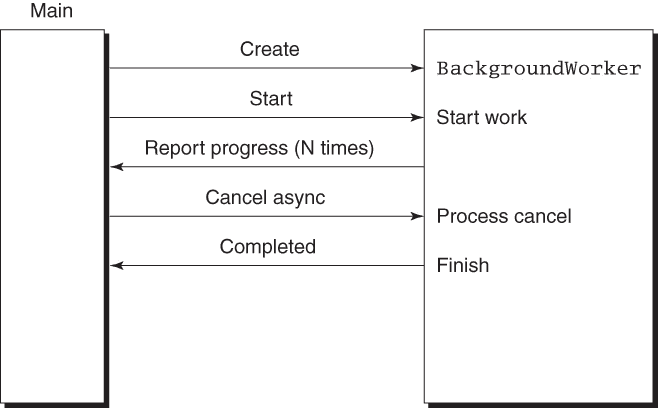 Main
Create
BackgroundWorker
Start
Start work
Report progress (N times)
Cancel async
Process cancel
Completed
Finish